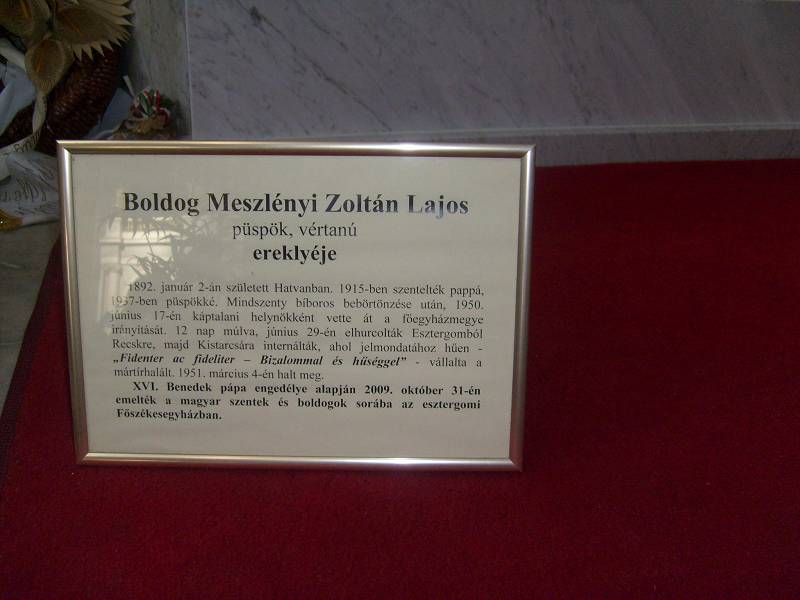 Boldog Meszlényi Zoltán Lajos
püspök, vértanú
ereklyéje
1892. január 2-án született Hatvanban. 1915-ben szentelték pappá,
1937-ben püspökké. Mindszenty bíboros bebörtönzése után, 1950.
június 17-én káptalani helynökként vette át a főegyházmegye
irányítását. 12 nap múlva, június 29-én elhurcolták Esztergomból
Recskre, majd Kistarcsára internálták, ahol jelmondatához hűen -
„Fidenter ac fideliter – Bizalommal és hűséggel” - vállalta a
mártírhalált. 1951. március 4-én halt meg.
XVI. Benedek pápa engedélye alapján 2009. október 31-én
emelték a magyar szentek és boldogok sorába az esztergomi
Főszékesegyházban.